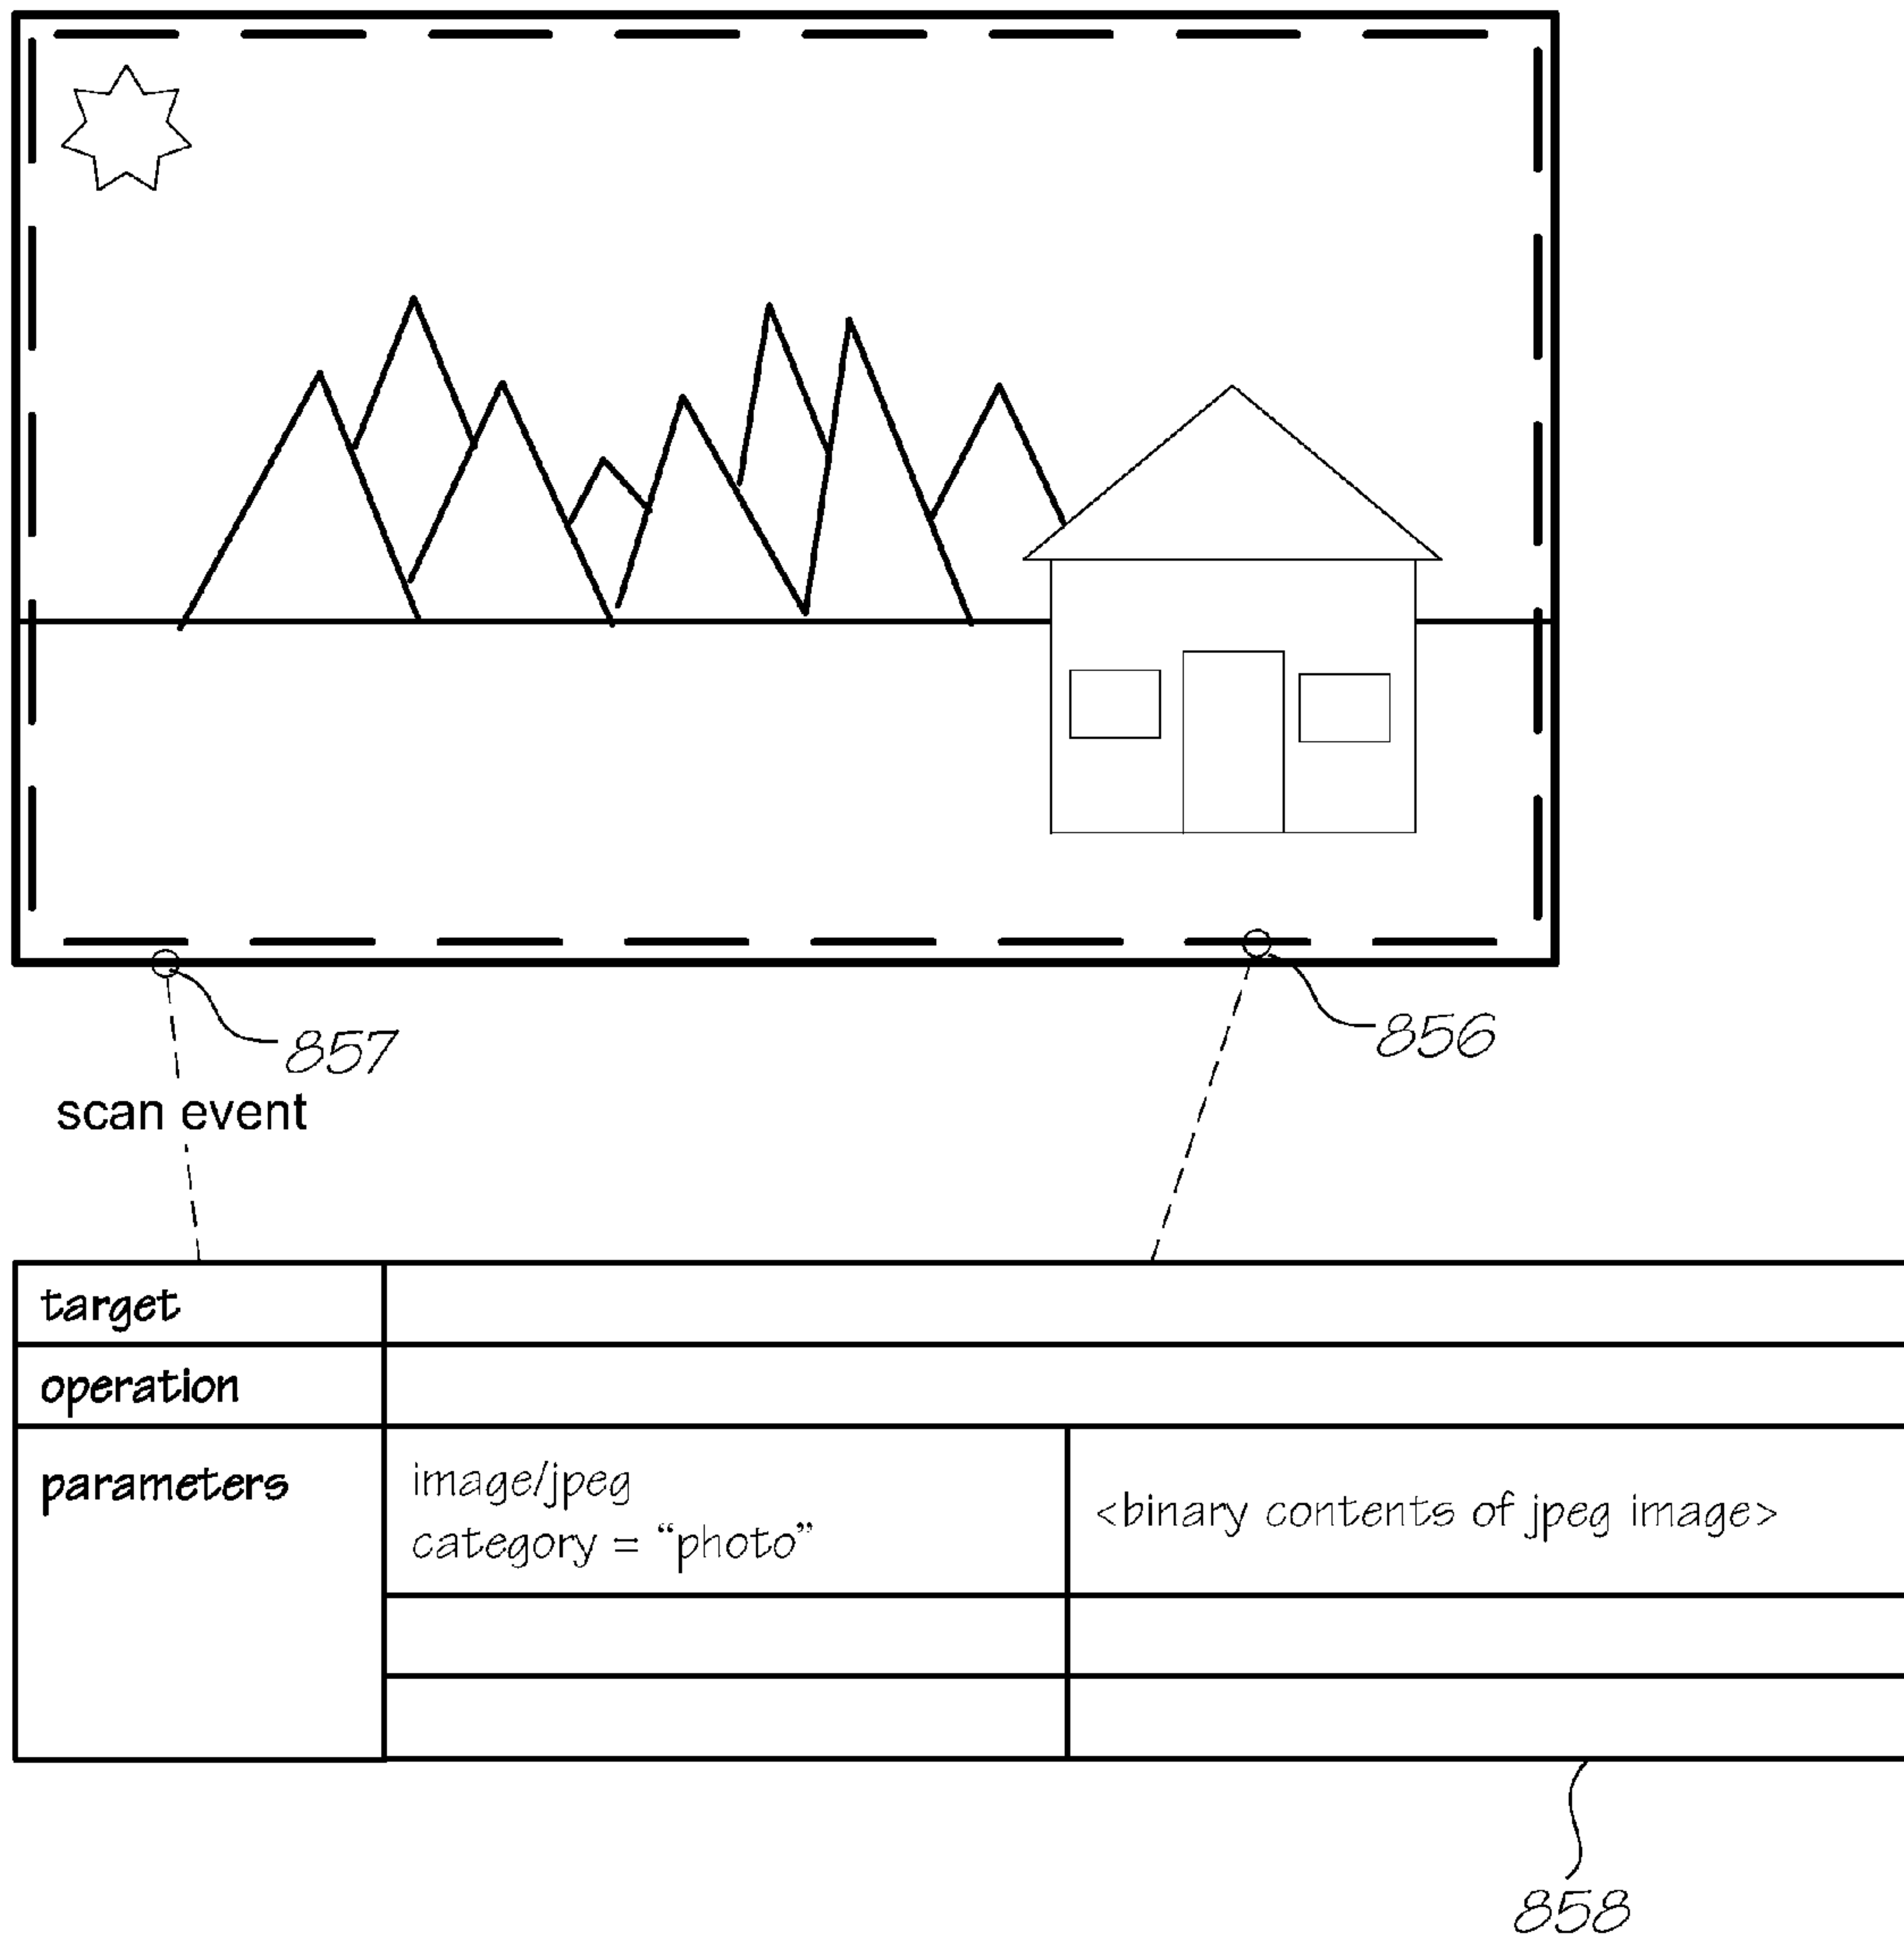 857
856
scan event
target
operation
parameters
image/jpeg
category = “photo”
<binary contents of jpeg image>
858